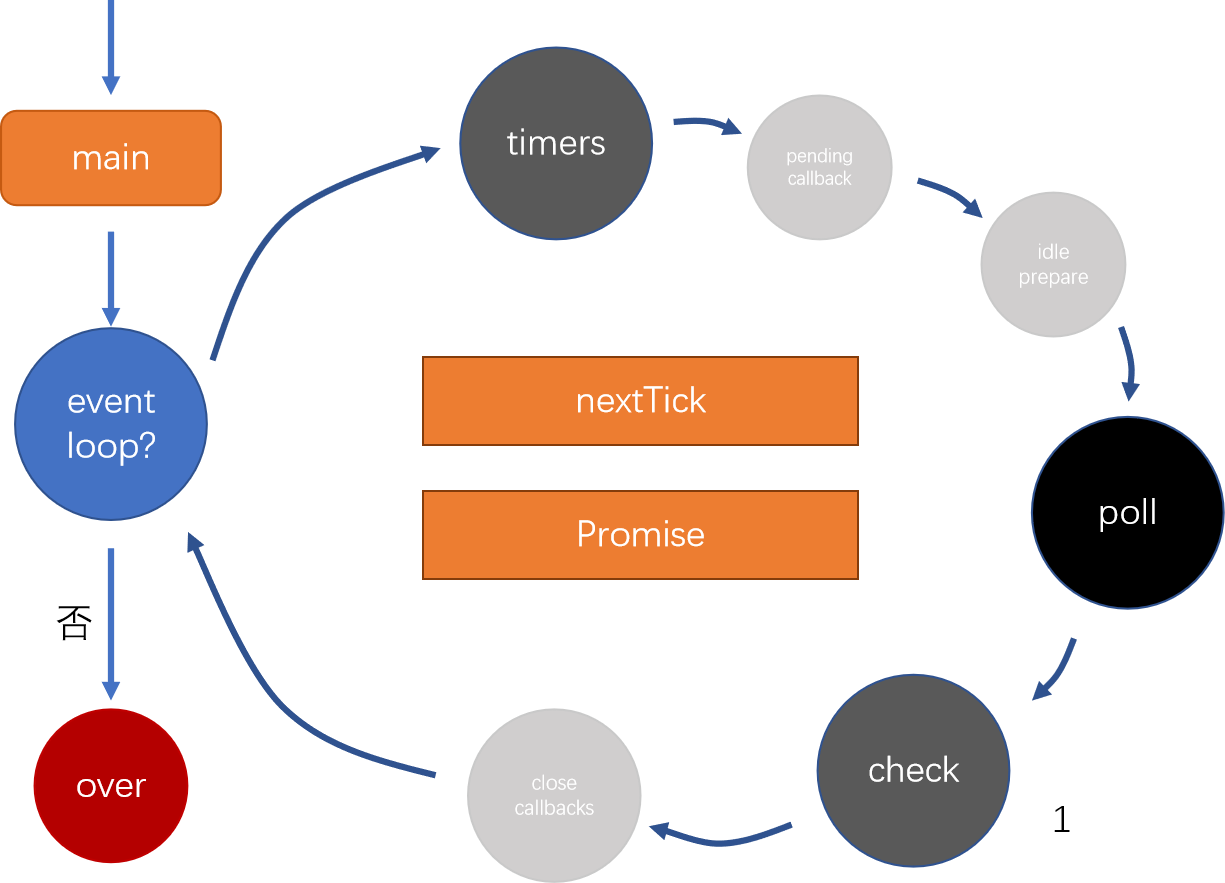 main
event
loop?
否
over
timers
pending
callback
idle
prepare
nextTick
Promise
poll
check
1
close
callbacks